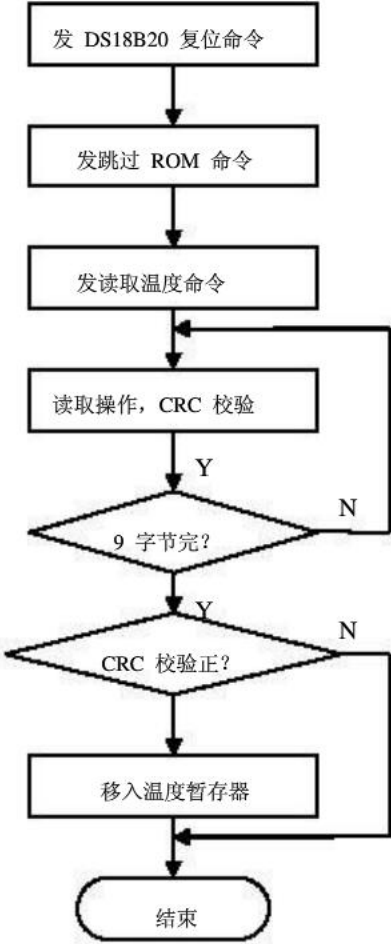 发 DS18B20 复位命令
发跳过 ROM 命令
发读取温度命令
读取操作，CRC 校验
Y
N
9 字节完？
Y
N
CRC 校验正？
移入温度暂存器
结束